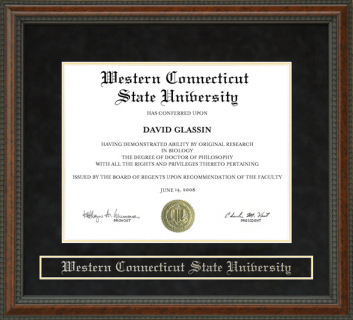 Western Connecticut
State University
HAS CONFERRED UPON
DAVID GLASSIN
HAVING DEMONSTRATED ABILITY BY ORIGINAL RESEARCH
IN BIOLOGY
THE DEGREE OF DOCTOR OF PHILOSOPHY
WITH ALL THE RIGHTS AND PRIVILEGES THERETO PERTAINING
ISSUED BY THE BOARD OF REGENTS UPON RECOMMENDATION OF THE FACULTY
JUNE 14, 2008
PROVOST
PRESIDENT
Western Connecticut State University